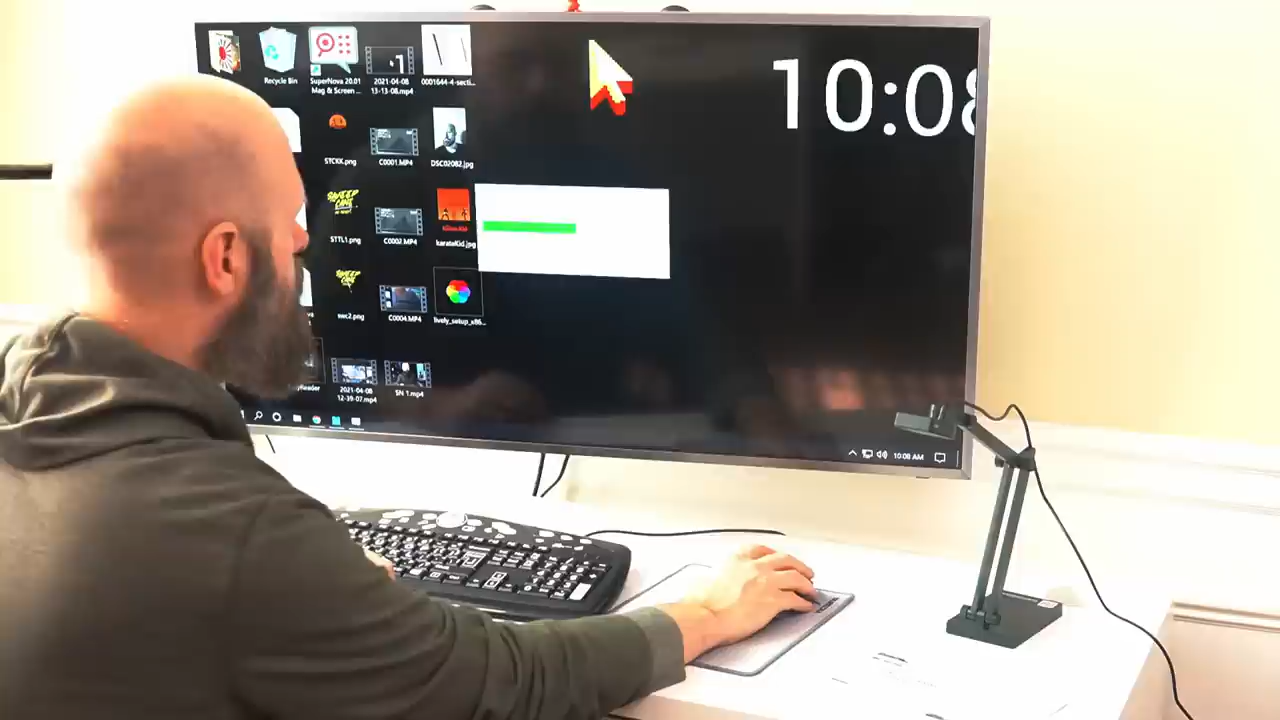 10:08
Recycle Bin
SuperNova 20.01
Mag & Screen ...
2021-04-08
13-13-08.mp4
0001644-4-secti...
STCKK.png
C0001.MP4
DSC02082.jpg
STTL1.png
C0002.MP4
karateKid.jpg
swc2.png
C0004.MP4
lively_setup_x86...
2021-04-08
12-39-07.mp4
SN 1.mp4
10:08 AM